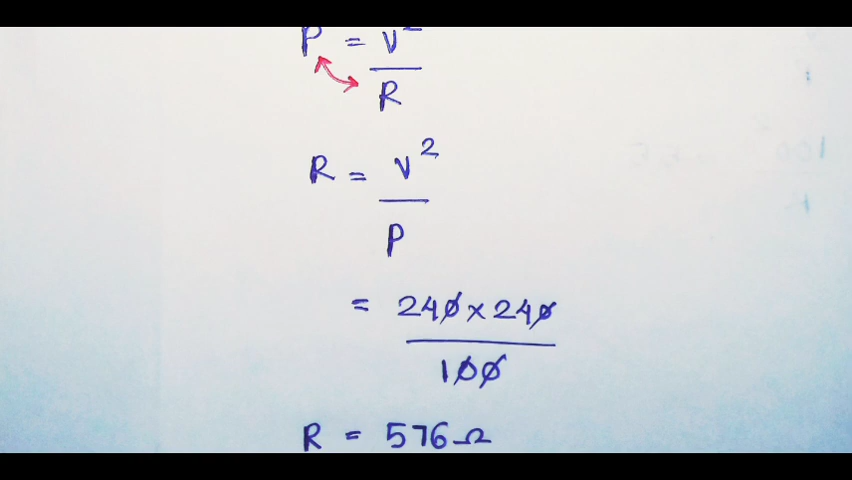 P = V²
R
R = V²
P
= 240 × 240
100
R = 576 Ω